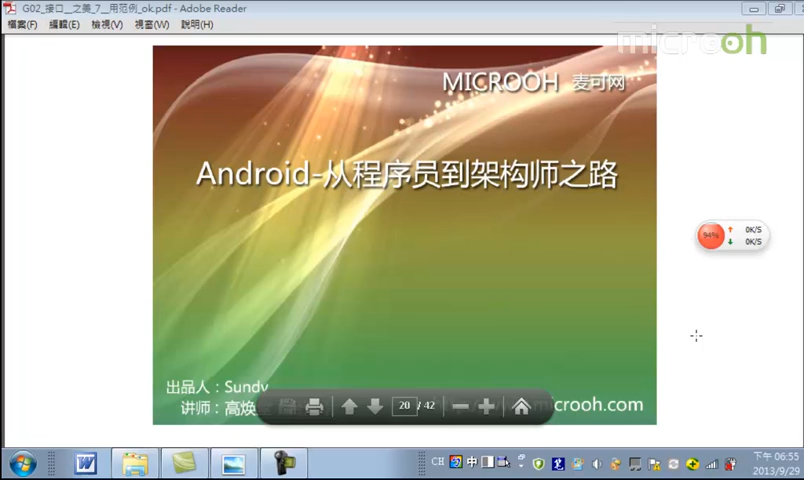 G02_接口__之美_7__用范例_ok.pdf - Adobe Reader
檔案(F) 編輯(E) 檢視(V) 視窗(W) 說明(H)
microoh
MICROOH 麦可网
Android-从程序员到架构师之路
94%
0K/S
0K/S
出品人：Sundy
讲师：高焕
20 / 42
icrooh.com
CH 中
下午 06:55
2013/9/29